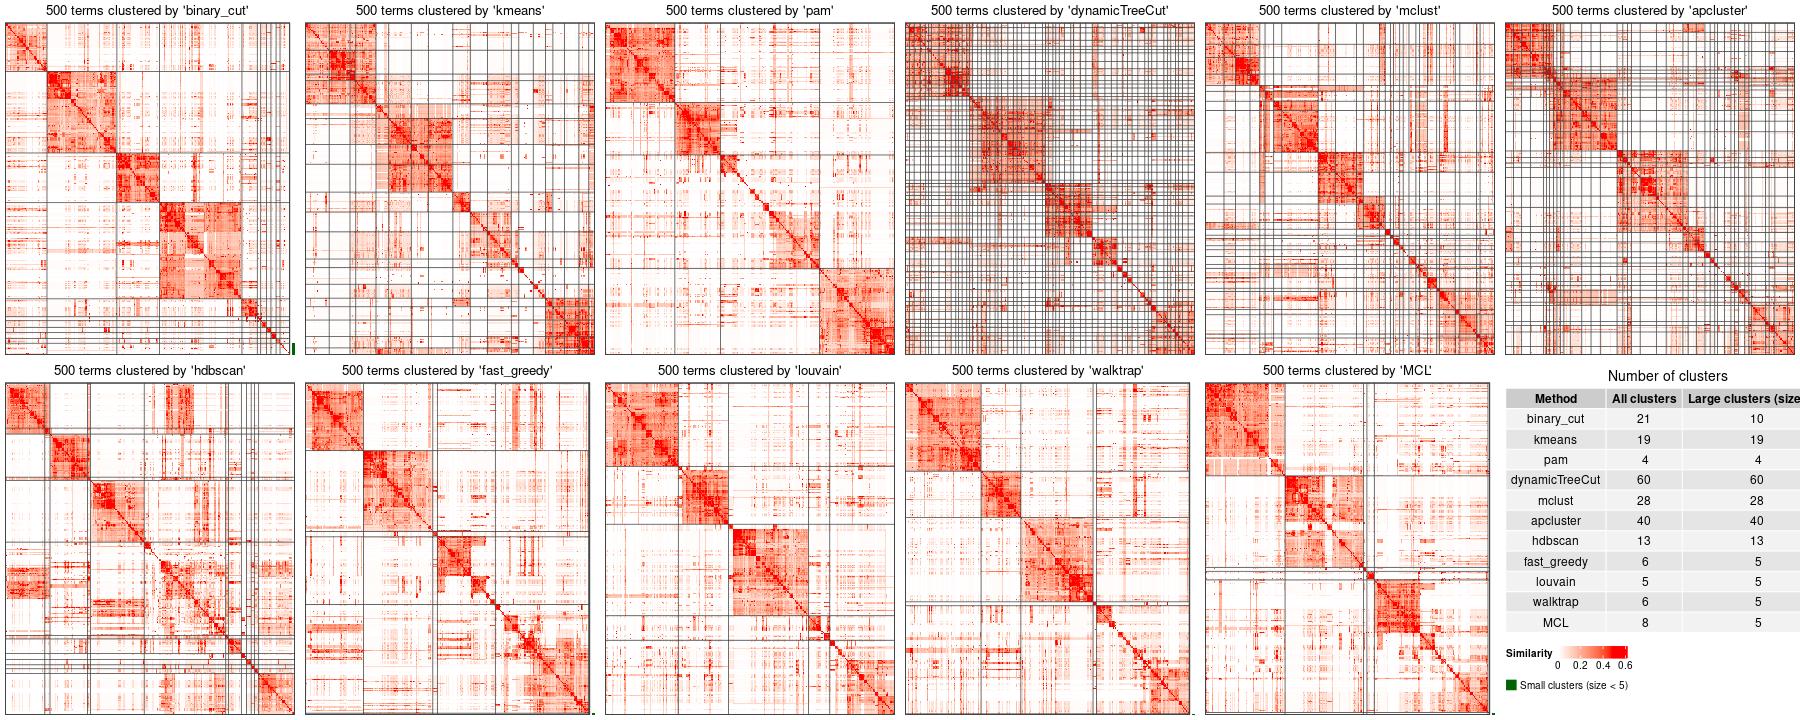 500 terms clustered by 'binary_cut'
500 terms clustered by 'kmeans'
500 terms clustered by 'pam'
500 terms clustered by 'dynamicTreeCut'
500 terms clustered by 'mclust'
500 terms clustered by 'apcluster'
500 terms clustered by 'hdbscan'
500 terms clustered by 'fast_greedy'
500 terms clustered by 'louvain'
500 terms clustered by 'walktrap'
500 terms clustered by 'MCL'
Number of clusters
Method All clusters Large clusters (size
binary_cut 21 10
kmeans 19 19
pam 4 4
dynamicTreeCut 60 60
mclust 28 28
apcluster 40 40
hdbscan 13 13
fast_greedy 6 5
louvain 5 5
walktrap 6 5
MCL 8 5
Similarity
0 0.2 0.4 0.6
Small clusters (size < 5)